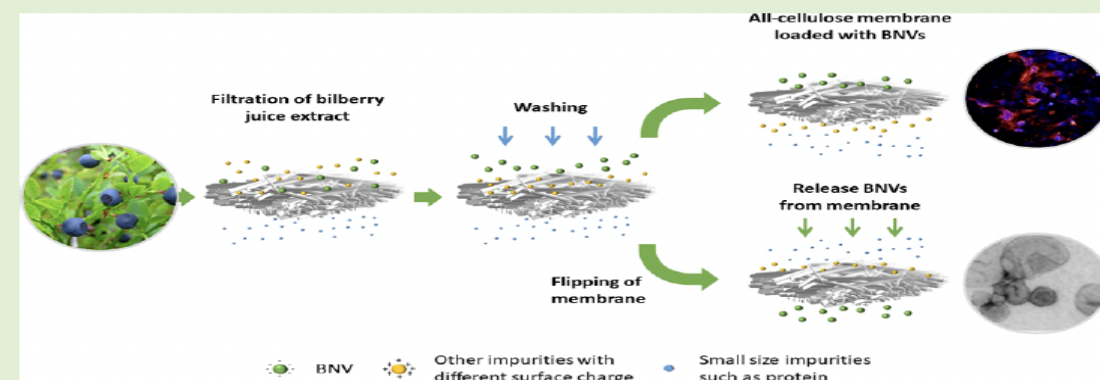 All-cellulose membrane
loaded with BNVs
Filtration of bilberry
juice extract
Washing
Release BNVs
from membrane
Flipping of
membrane
BNV
Other impurities with
different surface charge
Small size impurities
such as protein